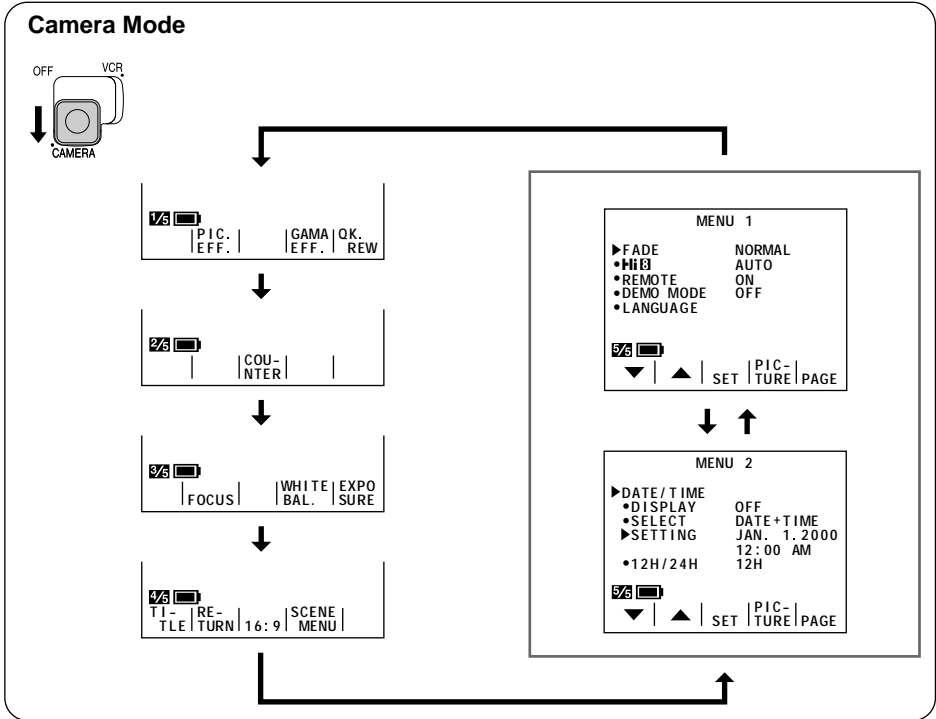 Camera Mode
OFF VCR
CAMERA
1/5
PIC. GAMA QK.
EFF. EFF. REW
2/5
COU-
NTER
3/5
WHITE EXPO
FOCUS BAL. SURE
4/5
TI- RE- SCENE
TLE TURN 16:9 MENU
MENU 1
▶FADE NORMAL
•Hi8 AUTO
•REMOTE ON
•DEMO MODE OFF
•LANGUAGE
5/5
PIC-
▼ ▲ SET TURE PAGE
MENU 2
▶DATE/TIME
•DISPLAY OFF
•SELECT DATE+TIME
▶SETTING JAN. 1.2000
12:00 AM
•12H/24H 12H
5/5
PIC-
▼ ▲ SET TURE PAGE